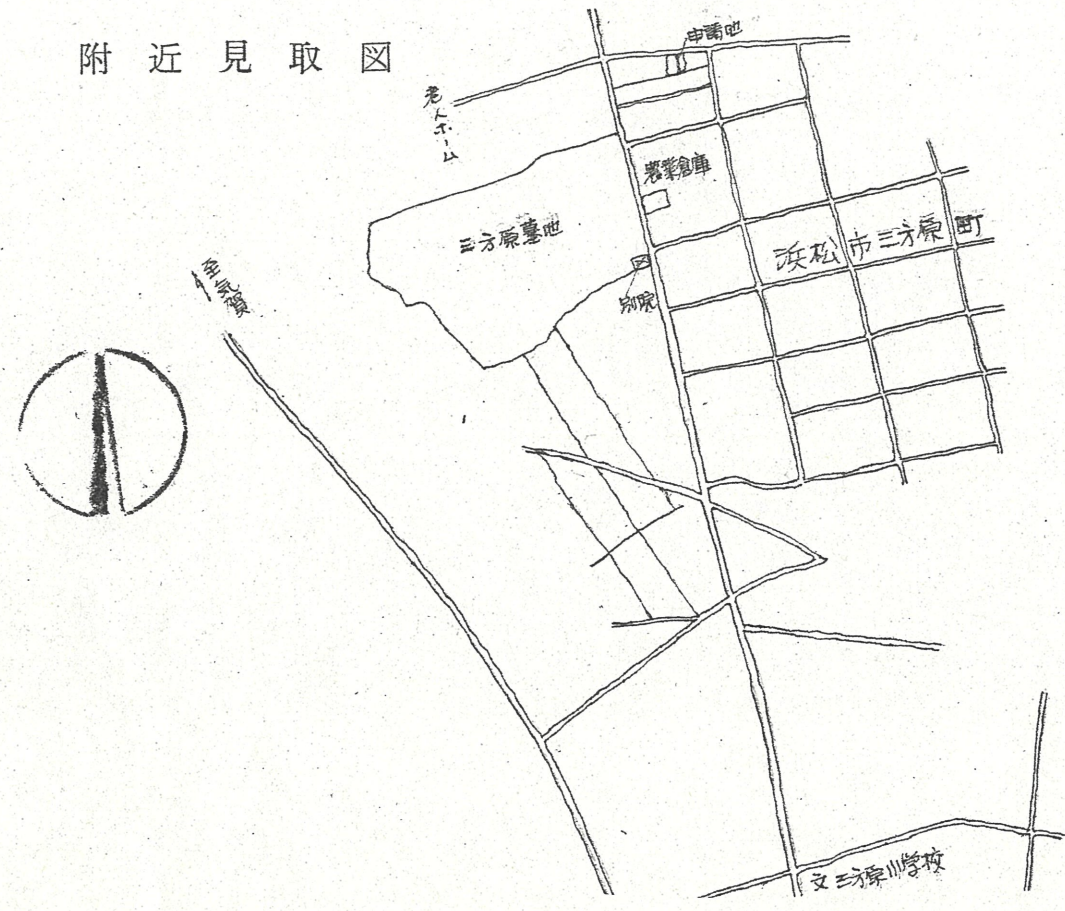 附近見取図
申請地
老人ホーム
農業倉庫
三方原墓地
浜松市三方原町
至気賀
別院
文三方原小学校